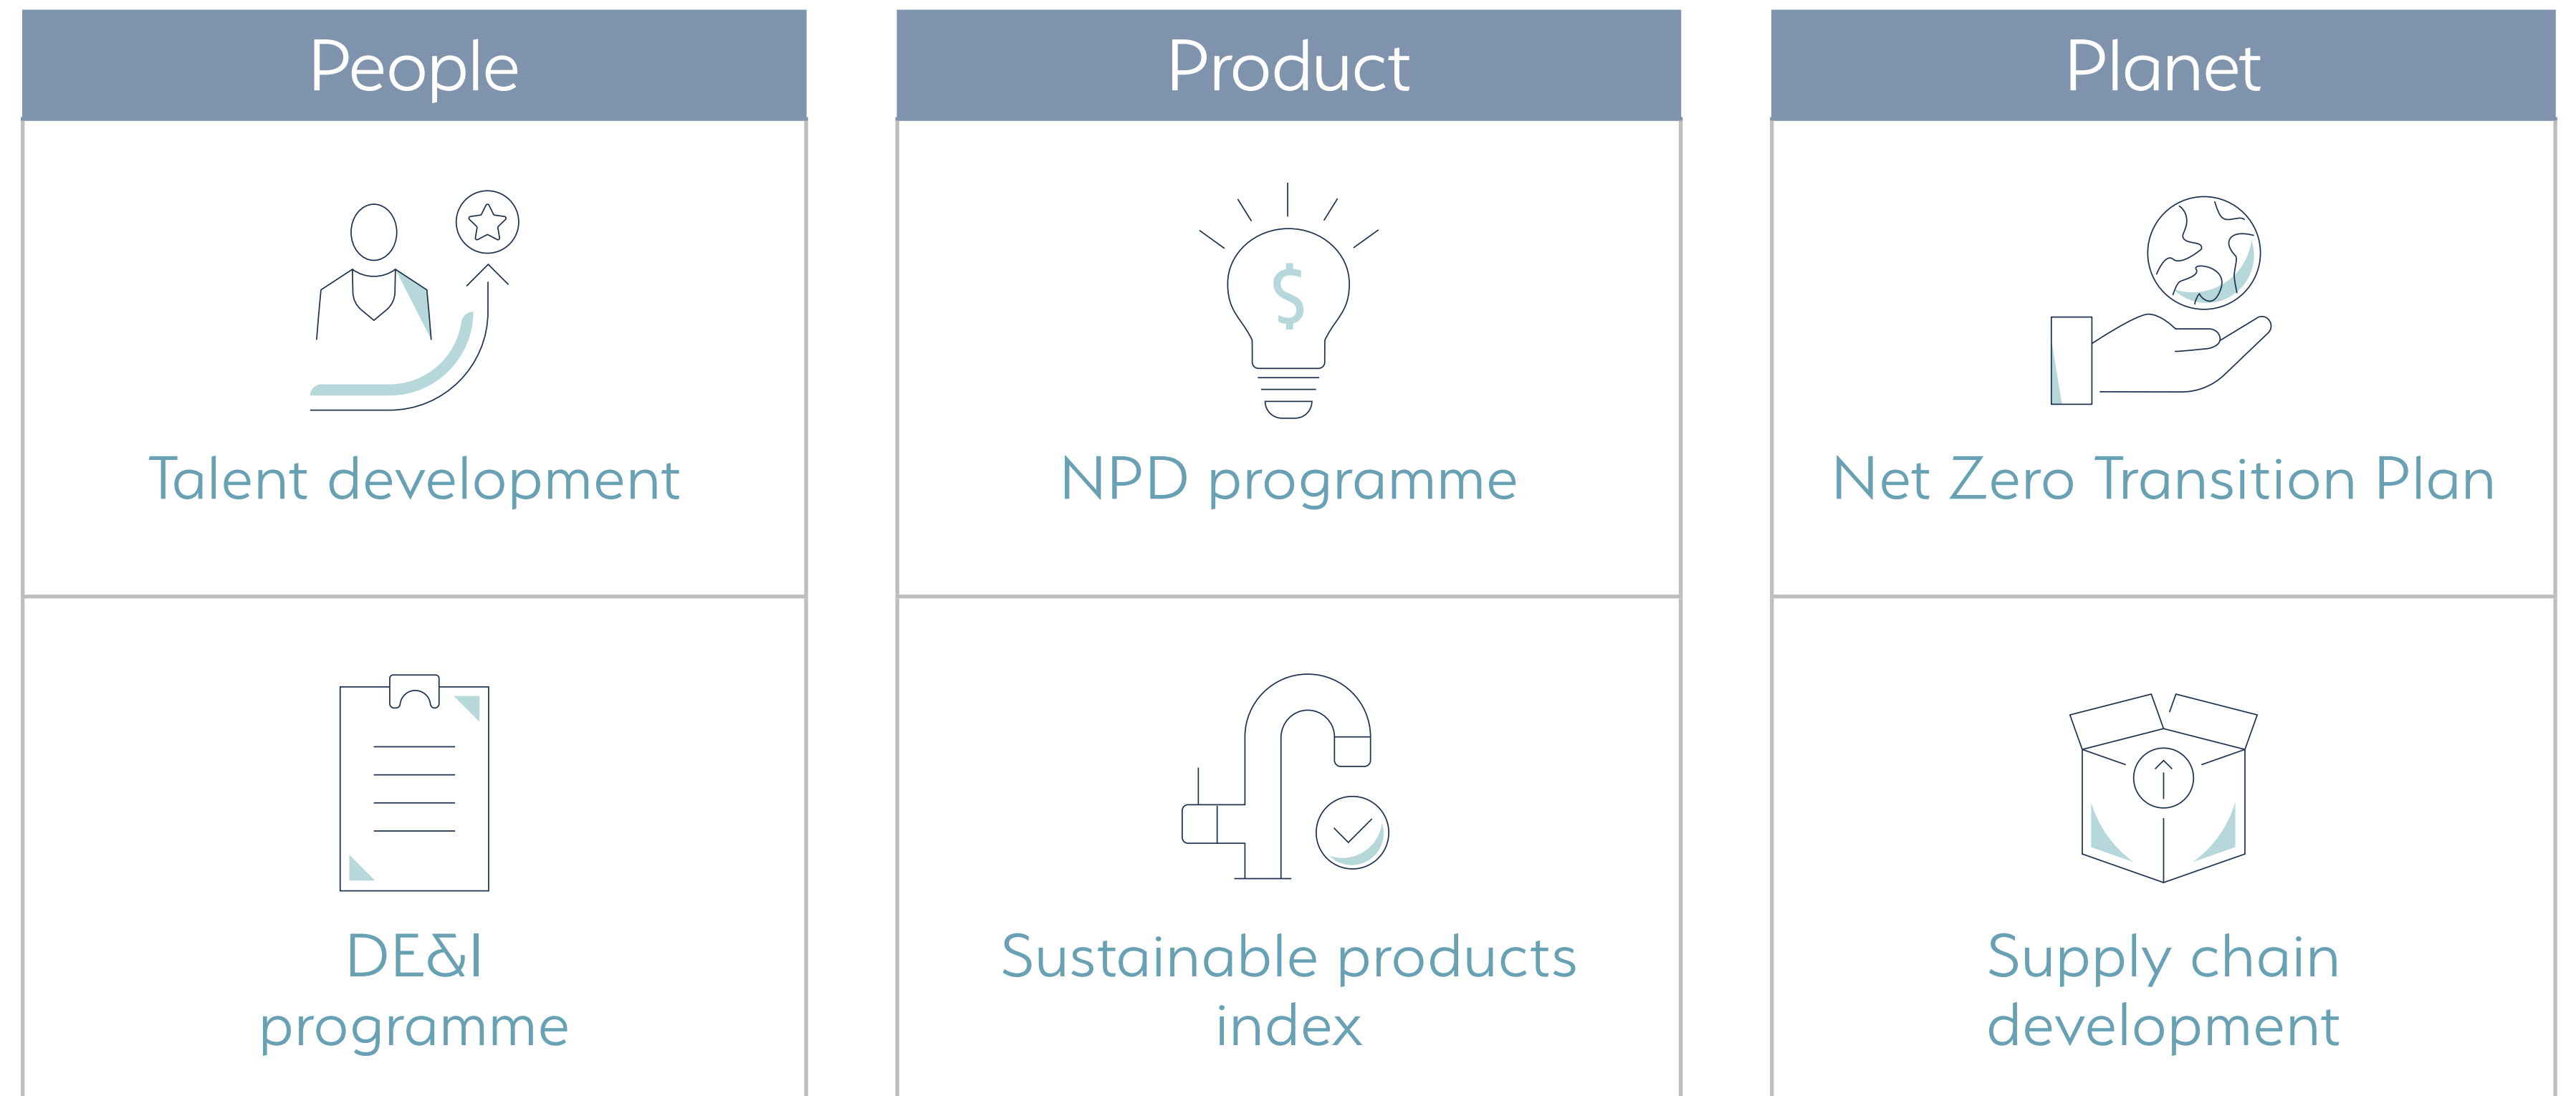 People
Talent development
DE&I
programme
Product
NPD programme
$
Sustainable products
index
Planet
Net Zero Transition Plan
Supply chain
development